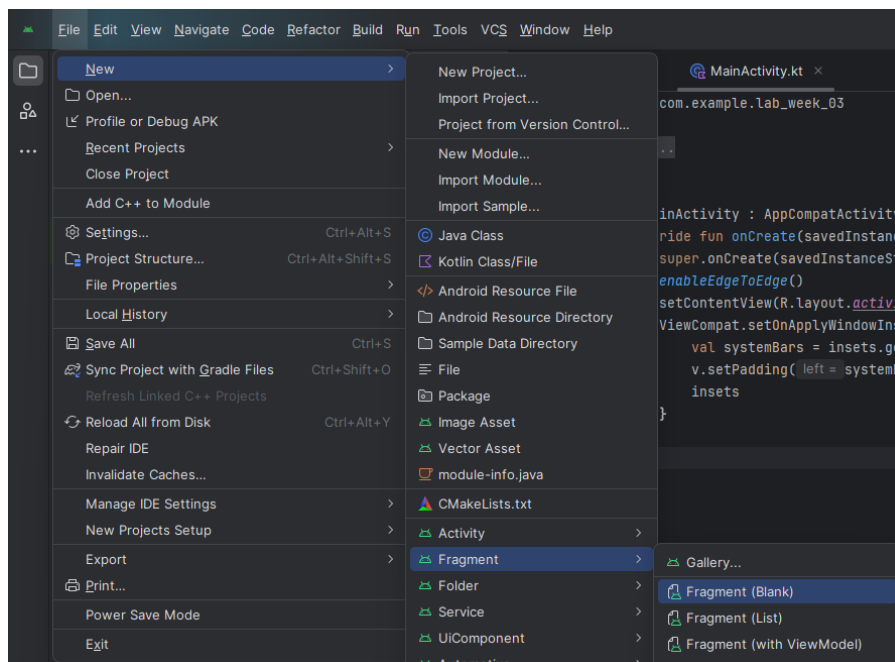 File Edit View Navigate Code Refactor Build Run Tools VCS Window Help
New
Open...
Profile or Debug APK
Recent Projects
Close Project
Add C++ to Module
Settings... Ctrl+Alt+S
Project Structure... Ctrl+Alt+Shift+S
File Properties
Local History
Save All Ctrl+S
Sync Project with Gradle Files Ctrl+Shift+O
Refresh Linked C++ Projects
Reload All from Disk Ctrl+Alt+Y
Repair IDE
Invalidate Caches...
Manage IDE Settings
New Projects Setup
Export
Print...
Power Save Mode
Exit
New Project...
Import Project...
Project from Version Control...
New Module...
Import Module...
Import Sample...
Java Class
Kotlin Class/File
Android Resource File
Android Resource Directory
Sample Data Directory
File
Package
Image Asset
Vector Asset
module-info.java
CMakeLists.txt
Activity
Fragment
Folder
Service
UiComponent
Gallery...
Fragment (Blank)
Fragment (List)
Fragment (with ViewModel)
MainActivity.kt
com.example.lab_week_03
..
inActivity : AppCompatActivit
ride fun onCreate(savedInstanc
super.onCreate(savedInstanceSt
enableEdgeToEdge()
setContentView(R.layout.activi
ViewCompat.setOnApplyWindowIns
val systemBars = insets.ge
v.setPadding( left = systemB
insets
}